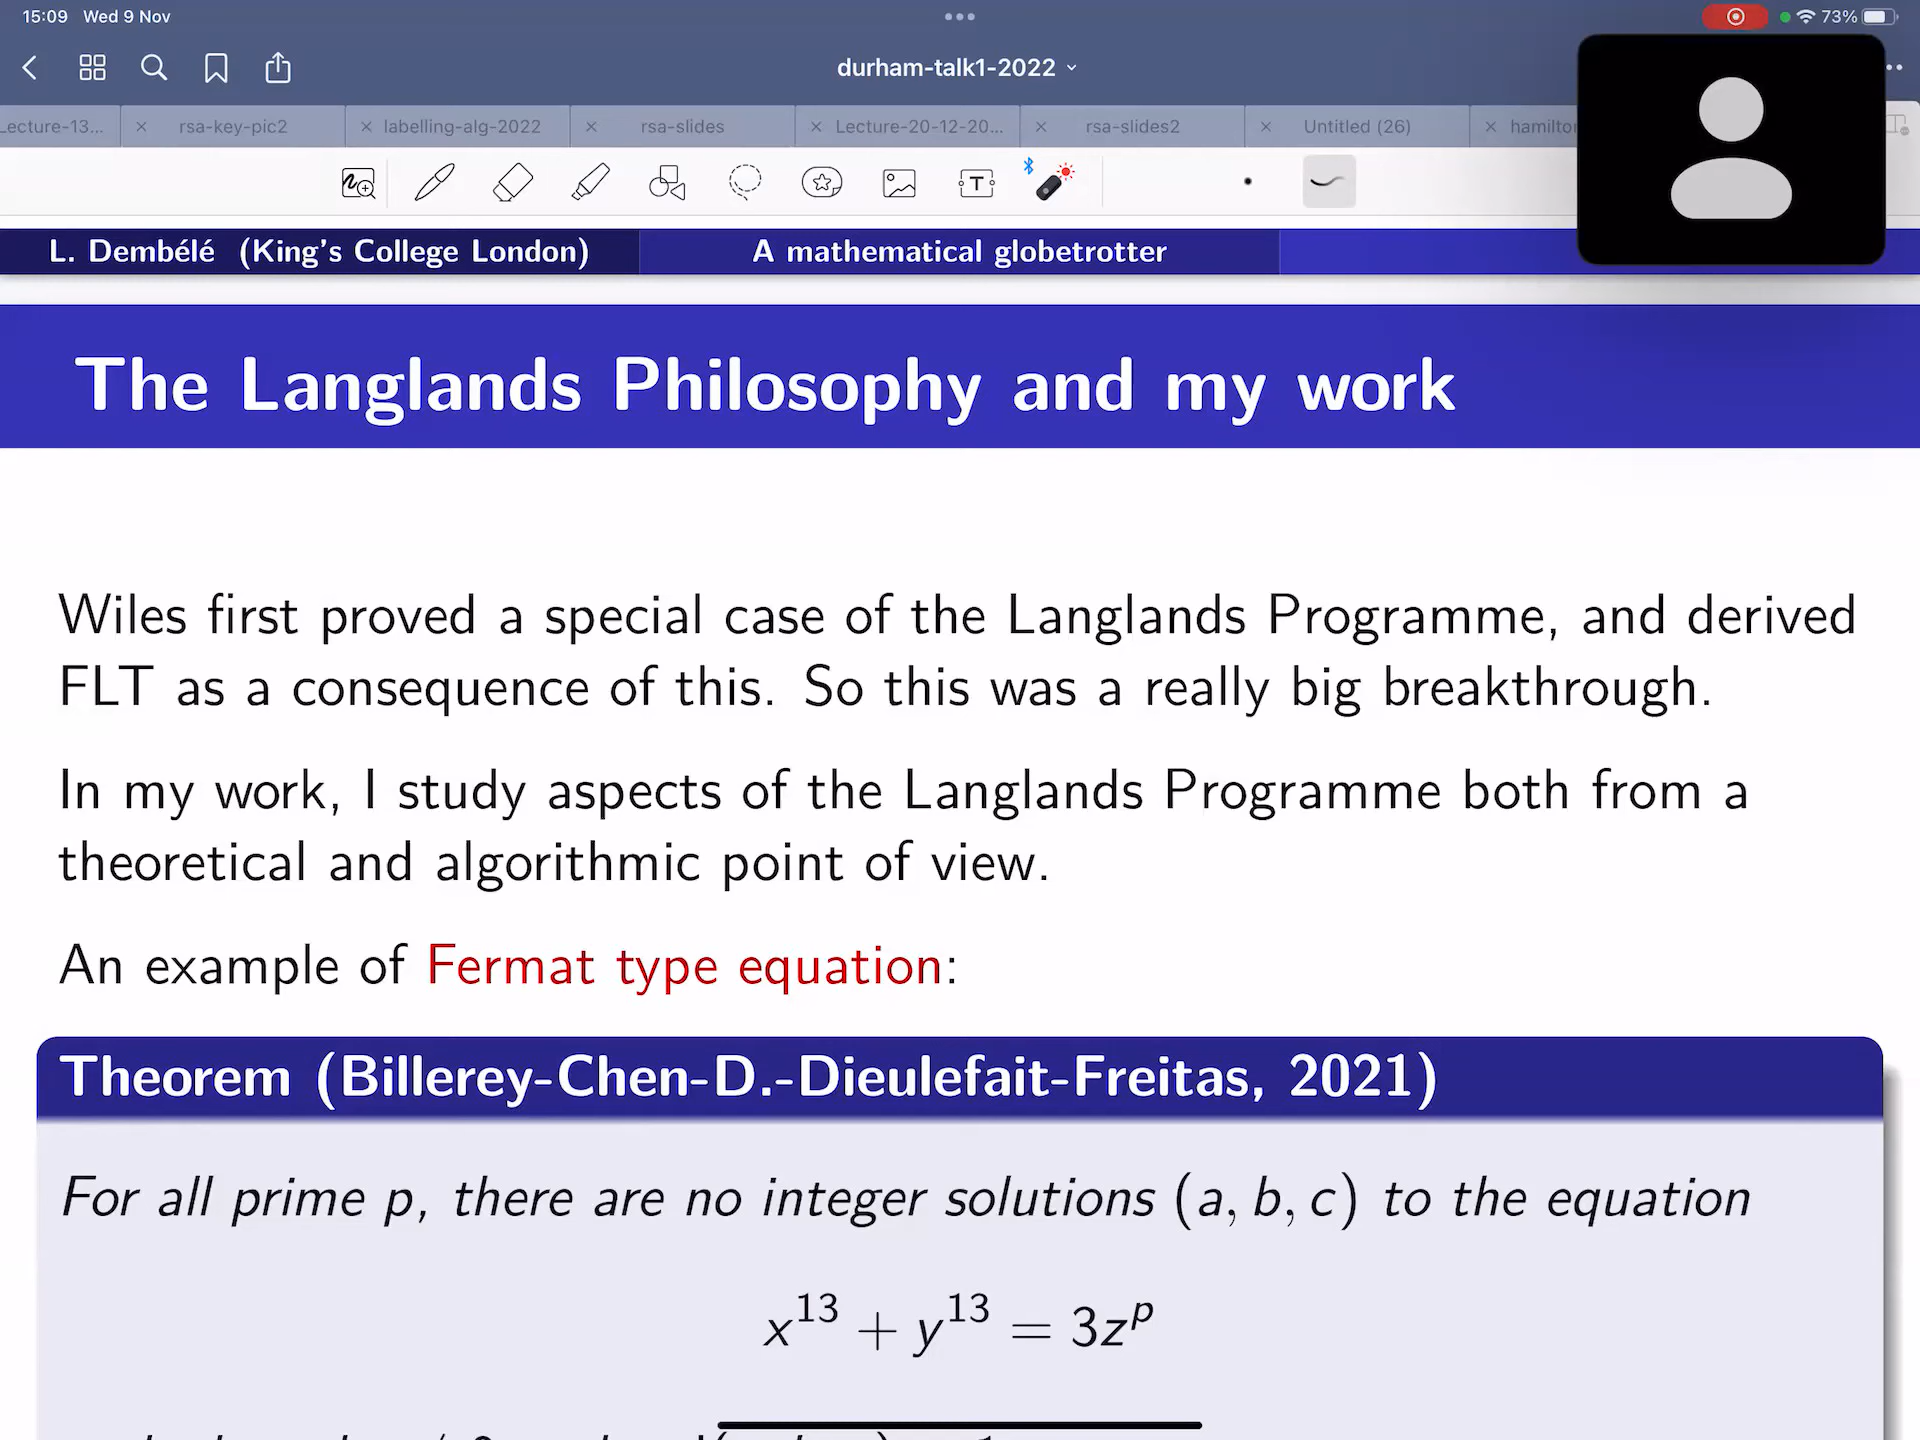 15:09 Wed 9 Nov
73%
durham-talk1-2022
Lecture-13... rsa-key-pic2 labelling-alg-2022 rsa-slides Lecture-20-12-20... rsa-slides2 Untitled (26)
L. Dembélé (King's College London) A mathematical globetrotter
The Langlands Philosophy and my work
Wiles first proved a special case of the Langlands Programme, and derived
FLT as a consequence of this. So this was a really big breakthrough.
In my work, I study aspects of the Langlands Programme both from a
theoretical and algorithmic point of view.
An example of Fermat type equation:
Theorem (Billerey-Chen-D.-Dieulefait-Freitas, 2021)
For all prime p, there are no integer solutions (a, b, c) to the equation
x¹³ + y¹³ = 3zᵖ